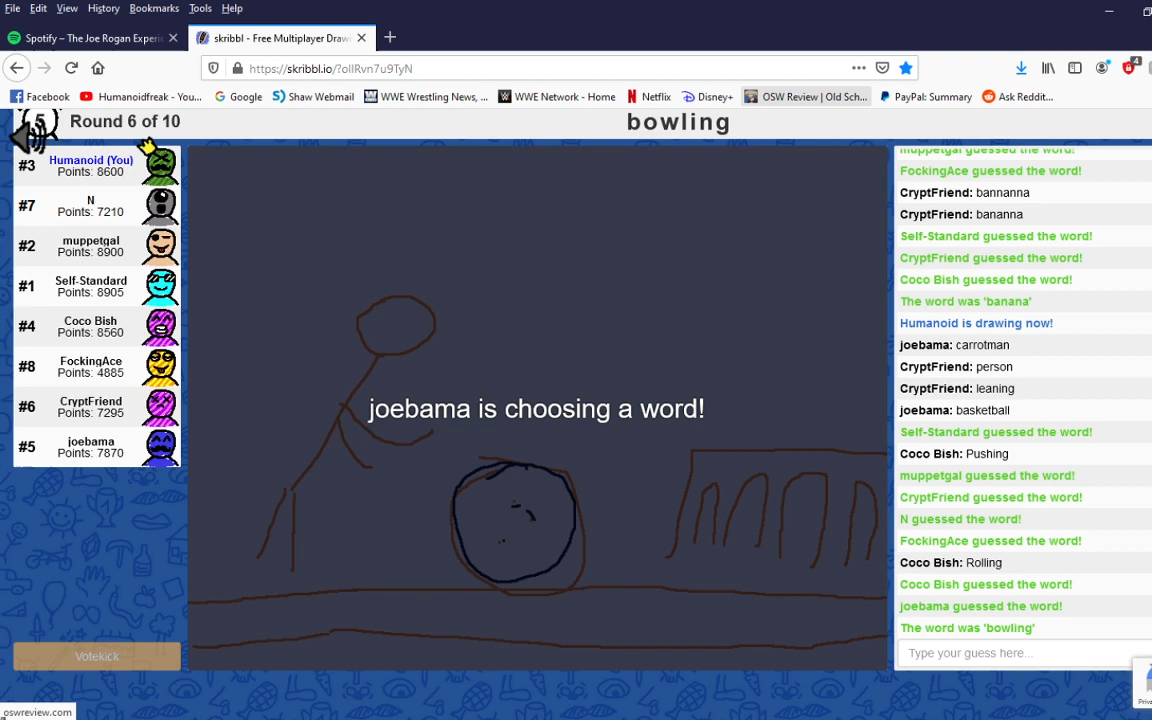 File Edit View History Bookmarks Tools Help
Spotify – The Joe Rogan Experie
skribbl - Free Multiplayer Draw
https://skribbl.io/?olIRvn7u9TyN
4
Facebook Humanoidfreak - You... Google Shaw Webmail WWE Wrestling News, ... WWE Network - Home Netflix Disney+ OSW Review | Old Sch... PayPal: Summary Ask Reddit...
5 Round 6 of 10 bowling
#3 Humanoid (You)
Points: 8600
#7 N
Points: 7210
#2 muppetgal
Points: 8900
#1 Self-Standard
Points: 8905
#4 Coco Bish
Points: 8560
#8 FockingAce
Points: 4885
#6 CryptFriend
Points: 7295
#5 joebama
Points: 7870
Votekick
joebama is choosing a word!
muppetgal guessed the word!
FockingAce guessed the word!
CryptFriend: bannanna
CryptFriend: bananna
Self-Standard guessed the word!
CryptFriend guessed the word!
Coco Bish guessed the word!
The word was 'banana'
Humanoid is drawing now!
joebama: carrotman
CryptFriend: person
CryptFriend: leaning
joebama: basketball
Self-Standard guessed the word!
Coco Bish: Pushing
muppetgal guessed the word!
CryptFriend guessed the word!
N guessed the word!
FockingAce guessed the word!
Coco Bish: Rolling
Coco Bish guessed the word!
joebama guessed the word!
The word was 'bowling'
Type your guess here...
oswreview.com